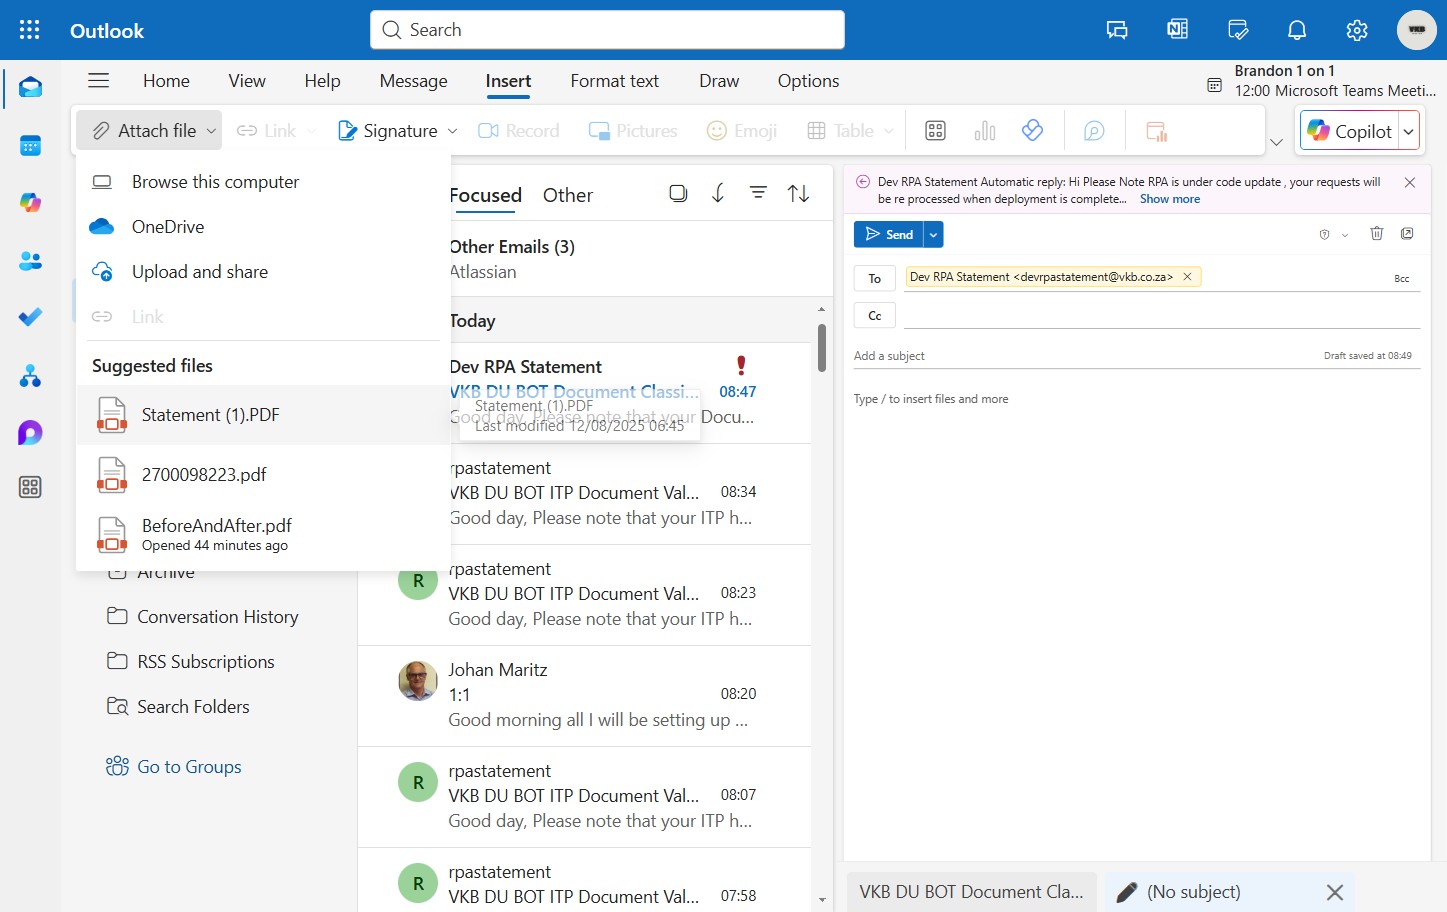 Outlook
Search
Home
View
Help
Message
Insert
Format text
Draw
Options
Brandon 1 on 1
12:00 Microsoft Teams Meeti...
Attach file
Link
Signature
Record
Pictures
Emoji
Table
Copilot
Browse this computer
OneDrive
Upload and share
Link
Suggested files
Statement (1).PDF
2700098223.pdf
BeforeAndAfter.pdf
Opened 44 minutes ago
Archive
Conversation History
RSS Subscriptions
Search Folders
Go to Groups
Focused
Other
Other Emails (3)
Atlassian
Today
Dev RPA Statement
VKB DU BOT Document Classi...
08:47
Good day, Please note that your Docu...
Statement (1).PDF
Last modified 12/08/2025 06:45
rpastatement
VKB DU BOT ITP Document Val...
08:34
Good day, Please note that your ITP h...
R
rpastatement
VKB DU BOT ITP Document Val...
08:23
Good day, Please note that your ITP h...
Johan Maritz
1:1
08:20
Good morning all I will be setting up ...
R
rpastatement
VKB DU BOT ITP Document Val...
08:07
Good day, Please note that your ITP h...
R
rpastatement
VKB DU BOT ITP Document Val...
07:58
Dev RPA Statement Automatic reply: Hi Please Note RPA is under code update , your requests will
be re processed when deployment is complete... Show more
Send
To
Dev RPA Statement <devrpastatement@vkb.co.za>
Bcc
Cc
Add a subject
Draft saved at 08:49
Type / to insert files and more
VKB DU BOT Document Cla...
(No subject)
VKB